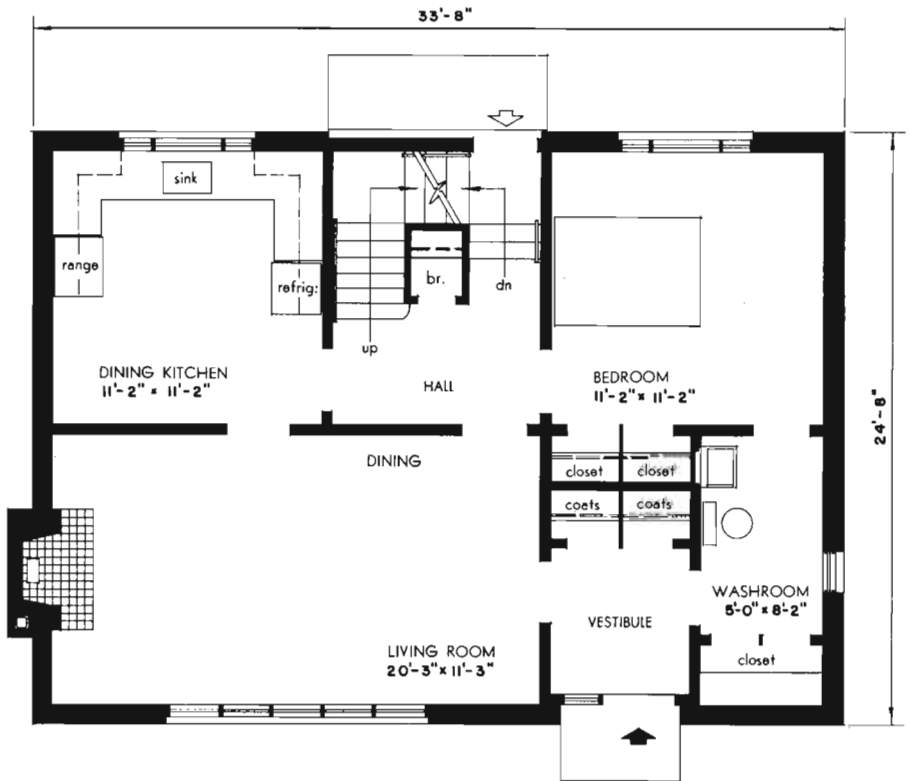 33'-8"
sink
range
refrig:
br.
dn
up
DINING KITCHEN
11'-2" x 11'-2"
HALL
BEDROOM
11'-2" x 11'-2"
24'-8"
DINING
closet
closet
coats
coats
WASHROOM
5'-0" x 8'-2"
VESTIBULE
LIVING ROOM
20'-3" x 11'-3"
closet